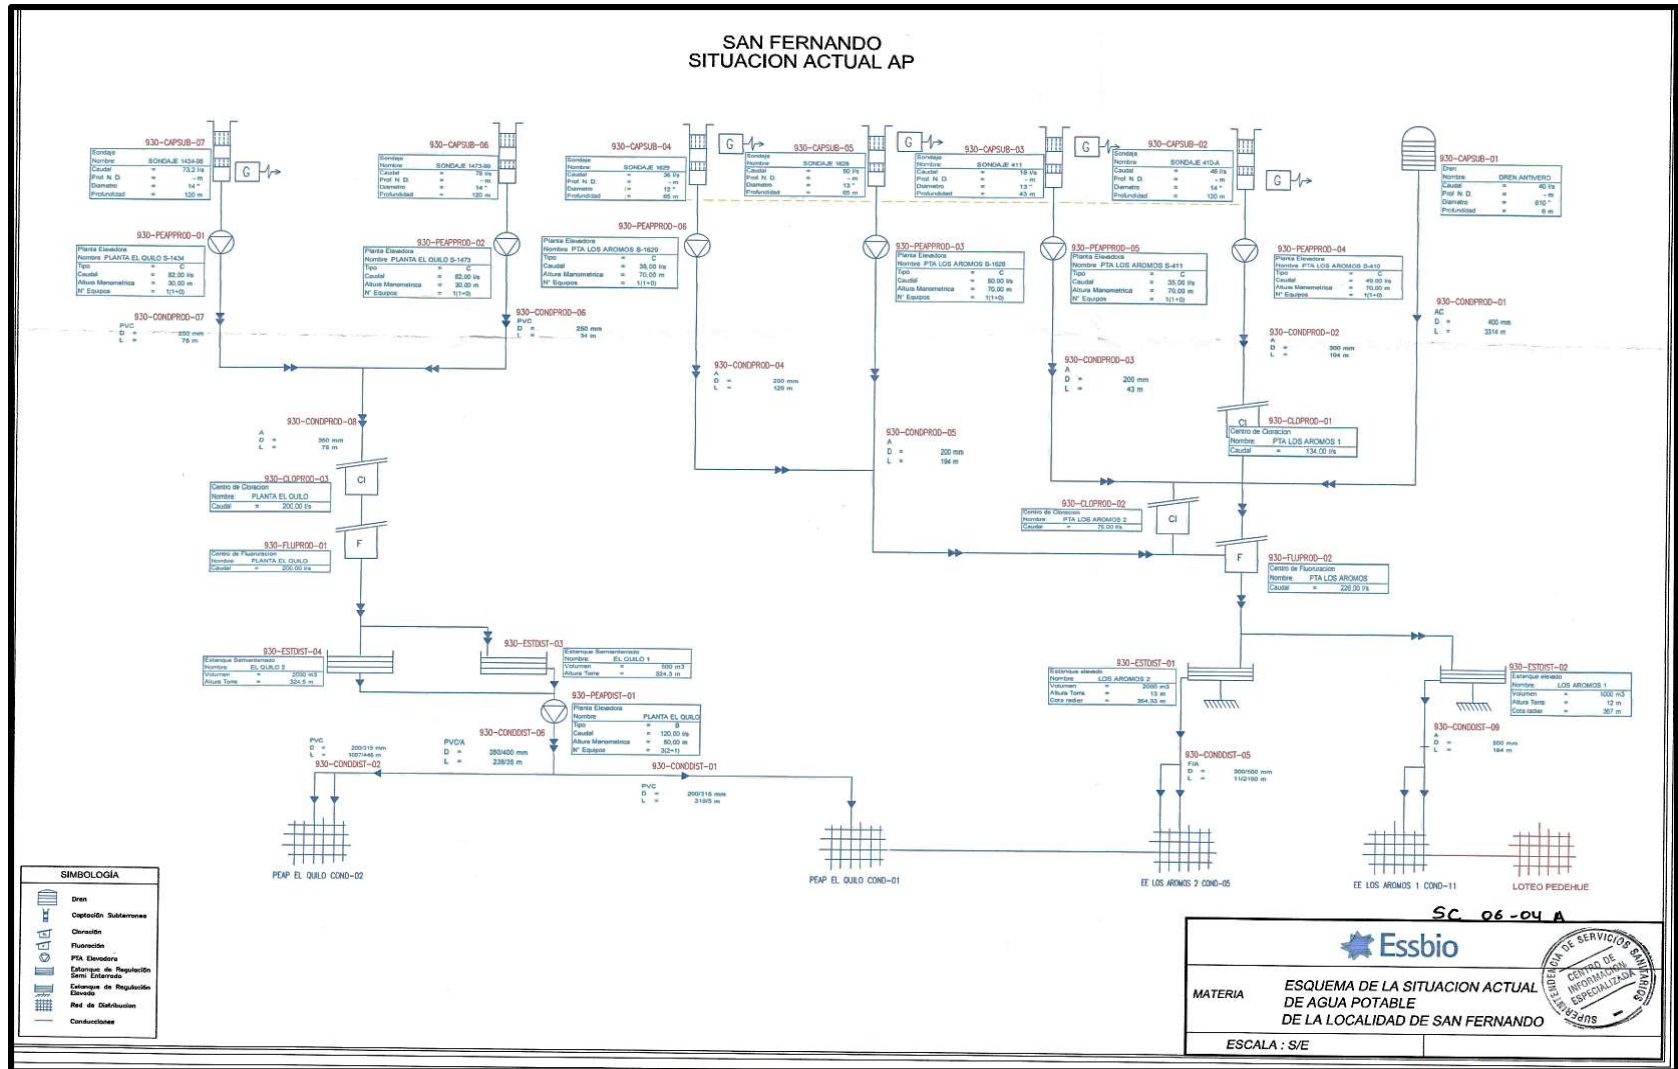 SAN FERNANDO
SITUACION ACTUAL AP
930-CAPSUB-07
Sondaje
Nombre: SONDAJE 1434-98
Caudal = 73,2 l/s
Prof. N. D. = - m
Diametro = 14 "
Profundidad = 120 m
G
930-CAPSUB-06
Sondaje
Nombre: SONDAJE 1473-98
Caudal = 78 l/s
Prof. N. D. = - m
Diametro = 14 "
Profundidad = 120 m
930-CAPSUB-04
Sondaje
Nombre: SONDAJE 1629
Caudal = 36 l/s
Prof. N. D. = - m
Diametro = 12 "
Profundidad = 65 m
G
930-CAPSUB-05
Sondaje
Nombre: SONDAJE 1628
Caudal = 50 l/s
Prof. N. D. = - m
Diametro = 13 "
Profundidad = 65 m
G
930-CAPSUB-03
Sondaje
Nombre: SONDAJE 411
Caudal = 18 l/s
Prof. N. D. = - m
Diametro = 13 "
Profundidad = 43 m
G
930-CAPSUB-02
Sondaje
Nombre: SONDAJE 410-A
Caudal = 46 l/s
Prof. N. D. = - m
Diametro = 14 "
Profundidad = 120 m
G
930-CAPSUB-01
Dren
Nombre: DREN ANTIVERO
Caudal = 40 l/s
Prof. N. D. = - m
Diametro = 610 "
Profundidad = 6 m
930-PEAPPROD-01
Planta Elevadora
Nombre PLANTA EL QUILO S-1434
Tipo = C
Caudal = 82,00 l/s
Altura Manometrica = 30,00 m
N° Equipos = 1(1+0)
930-PEAPPROD-02
Planta Elevadora
Nombre PLANTA EL QUILO S-1473
Tipo = C
Caudal = 82,00 l/s
Altura Manometrica = 30,00 m
N° Equipos = 1(1+0)
930-PEAPPROD-06
Planta Elevadora
Nombre PTA LOS AROMOS S-1629
Tipo = C
Caudal = 38,00 l/s
Altura Manometrica = 70,00 m
N° Equipos = 1(1+0)
930-PEAPPROD-03
Planta Elevadora
Nombre PTA LOS AROMOS S-1628
Tipo = C
Caudal = 50,00 l/s
Altura Manometrica = 70,00 m
N° Equipos = 1(1+0)
930-PEAPPROD-05
Planta Elevadora
Nombre PTA LOS AROMOS S-411
Tipo = C
Caudal = 35,00 l/s
Altura Manometrica = 70,00 m
N° Equipos = 1(1+0)
930-PEAPPROD-04
Planta Elevadora
Nombre PTA LOS AROMOS S-410
Tipo = C
Caudal = 49,00 l/s
Altura Manometrica = 70,00 m
N° Equipos = 1(1+0)
930-CONDPROD-07
PVC
D = 250 mm
L = 76 m
930-CONDPROD-06
PVC
D = 250 mm
L = 34 m
930-CONDPROD-04
A
D = 200 mm
L = 129 m
930-CONDPROD-03
A
D = 200 mm
L = 43 m
930-CONDPROD-02
A
D = 300 mm
L = 194 m
930-CONDPROD-01
AC
D = 400 mm
L = 3314 m
930-CONDPROD-08
A
D = 350 mm
L = 75 m
930-CONDPROD-05
A
D = 200 mm
L = 194 m
930-CLOPROD-03
Centro de Cloracion
Nombre: PLANTA EL QUILO
Caudal = 200,00 l/s
Cl
930-CLOPROD-01
Centro de Cloracion
Nombre: PTA LOS AROMOS 1
Caudal = 134,00 l/s
Cl
930-CLOPROD-02
Centro de Cloracion
Nombre: PTA LOS AROMOS 2
Caudal = 76,00 l/s
Cl
930-FLUPROD-01
Centro de Fluoruracion
Nombre PLANTA EL QUILO
Caudal = 200,00 l/s
F
930-FLUPROD-02
Centro de Fluoruracion
Nombre: PTA LOS AROMOS
Caudal = 226,00 l/s
F
930-ESTDIST-04
Estanque Semienterrado
Nombre: EL QUILO 2
Volumen = 2000 m3
Altura Torre = 324,5 m
930-ESTDIST-03
Estanque Semienterrado
Nombre: EL QUILO 1
Volumen = 500 m3
Altura Torre = 324,3 m
930-ESTDIST-01
Estanque elevado
Nombre: LOS AROMOS 2
Volumen = 2000 m3
Altura Torre = 13 m
Cota radier = 364,33 m
930-ESTDIST-02
Estanque elevado
Nombre: LOS AROMOS 1
Volumen = 1000 m3
Altura Torre = 12 m
Cota radier = 367 m
930-PEAPDIST-01
Planta Elevadora
Nombre PLANTA EL QUILO
Tipo = B
Caudal = 120,00 l/s
Altura Manometrica = 50,00 m
N° Equipos = 3(2+1)
PVC
D = 200/315 mm
L = 1087/446 m
930-CONDDIST-02
930-CONDDIST-06
PVC/A
D = 250/400 mm
L = 238/35 m
930-CONDDIST-01
PVC
D = 200/315 mm
L = 319/5 m
930-CONDDIST-05
F/A
D = 300/500 mm
L = 11/2190 m
930-CONDDIST-09
A
D = 500 mm
L = 184 m
PEAP EL QUILO COND-02
PEAP EL QUILO COND-01
EE LOS AROMOS 2 COND-05
EE LOS AROMOS 1 COND-11
LOTEO PEDEHUE
SIMBOLOGÍA
Dren
Captación Subterranea
Cloración
Fluoración
PTA Elevadora
Estanque de Regulación
Semi Enterrado
Estanque de Regulación
Elevado
Red de Distribucion
Conducciones
SC 06-04 A
Essbio
MATERIA
ESQUEMA DE LA SITUACION ACTUAL
DE AGUA POTABLE
DE LA LOCALIDAD DE SAN FERNANDO
ESCALA : S/E
SUPERINTENDENCIA DE SERVICIOS SANITARIOS
CENTRO DE
INFORMACION
ESPECIALIZADA